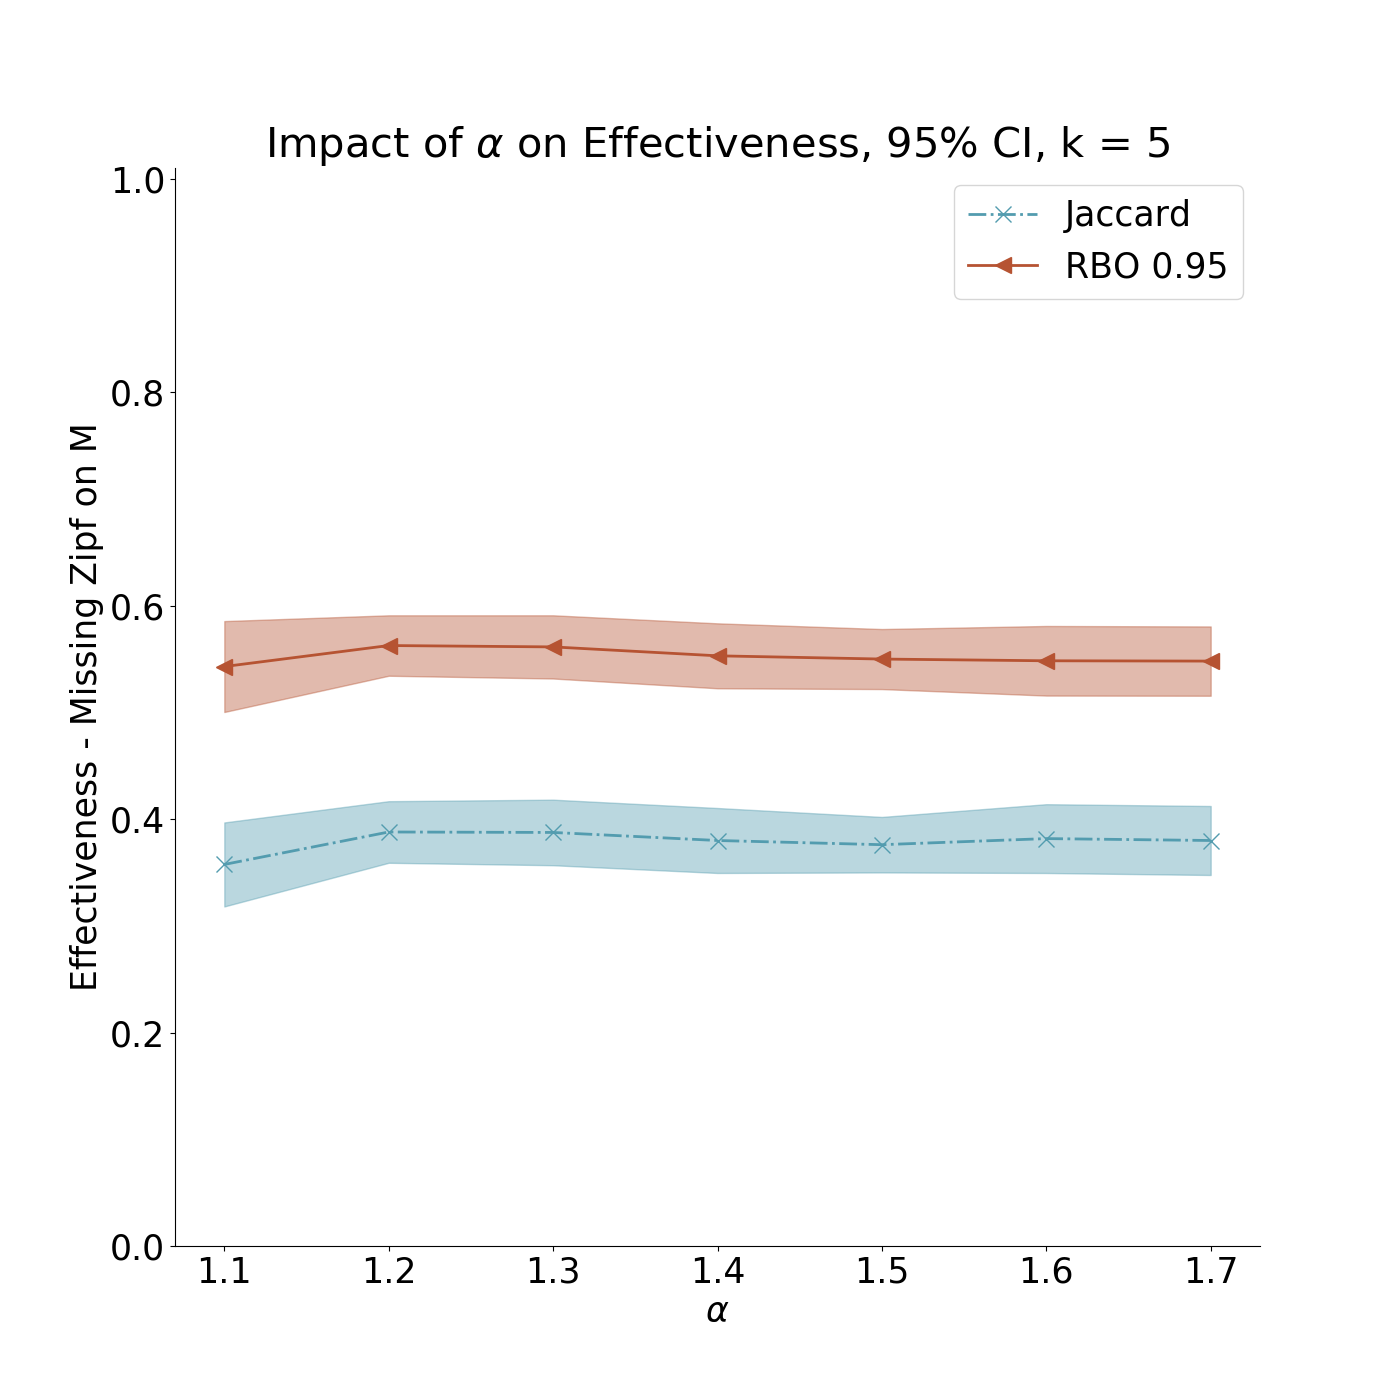 Impact of α on Effectiveness, 95% CI, k = 5
Jaccard
RBO 0.95
Effectiveness - Missing Zipf on M
1.0
0.8
0.6
0.4
0.2
0.0
1.1 1.2 1.3 1.4 1.5 1.6 1.7
α